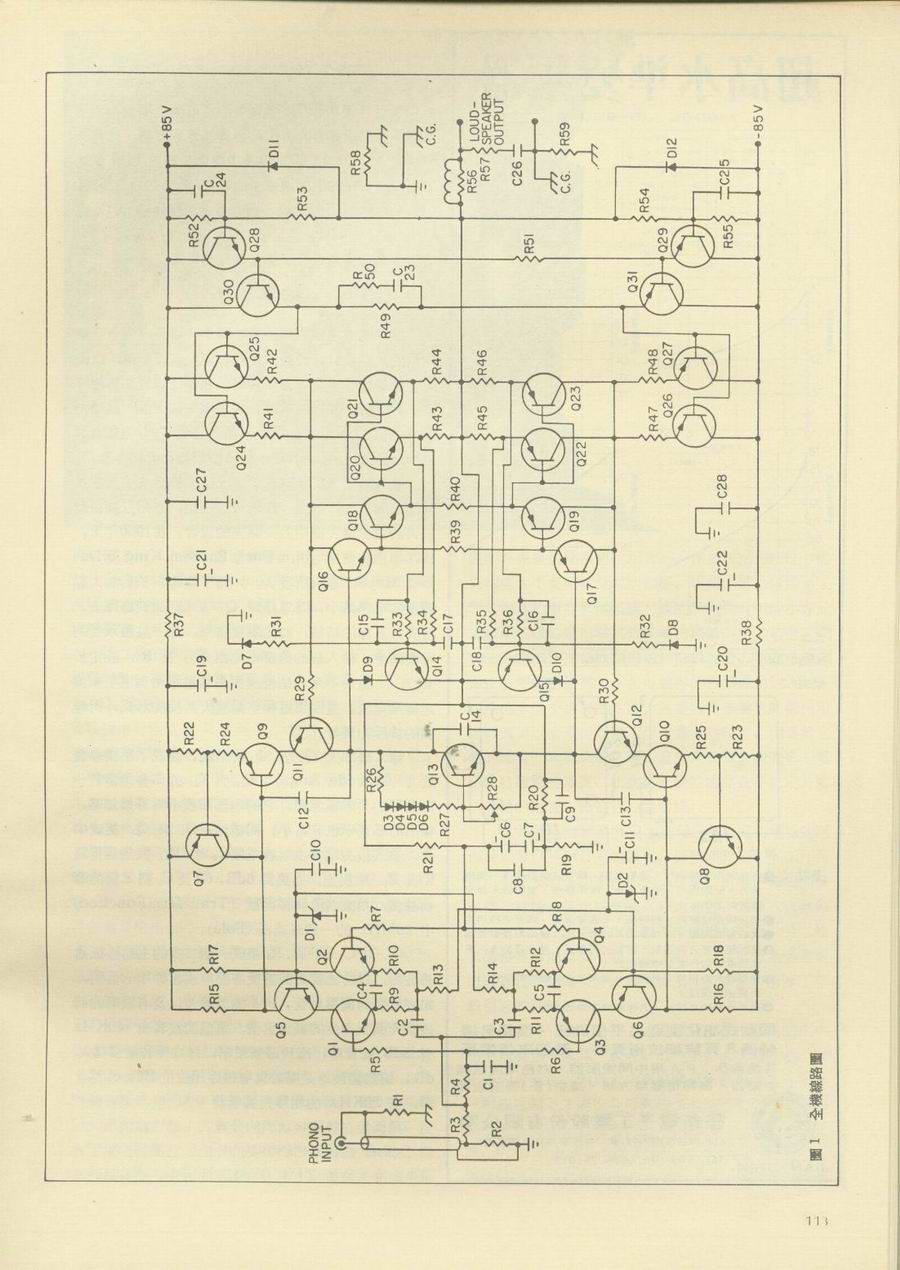 +85V
-85V
LOUD-
SPEAKER
OUTPUT
R58
C.G.
R56
R57
C26
R59
C.G.
D11
D12
C
24
R53
R52
Q28
Q30
R
50
C
23
R49
R51
R54
C25
R55
Q29
Q31
Q25
R42
Q24
R41
Q21
R44
R46
Q23
R48
Q27
Q20
R43
R45
Q22
R47
Q26
C27
Q18
R40
Q19
C28
Q16
R39
Q17
C21
C22
R37
R31
D7
C15
R33
R34
C17
R35
R36
C16
R32
D8
R38
C19
R29
D9
Q14
C18
Q15
D10
R30
C20
R22
R24
Q9
Q11
C
14
Q13
Q12
Q10
R25
R23
C12
R26
D3
D4
D5
D6
R27
R28
R20
C9
C13
Q7
C10
R21
C6
C7
C8
R19
C11
D2
Q8
D1
R7
R8
R17
R15
Q5
Q2
R10
C4
R9
C2
R13
R14
R12
C5
R11
C3
Q4
Q6
R18
R16
Q1
R5
Q3
R6
C1
R4
R3
R2
R1
PHONO
INPUT
圖1 全機線路圖
113